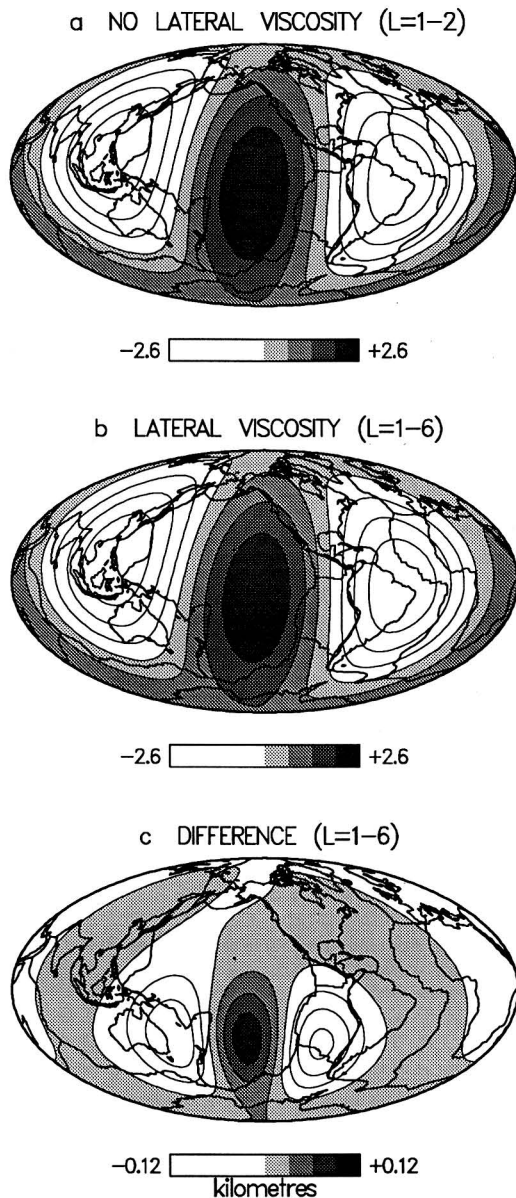 a NO LATERAL VISCOSITY (L=1-2)
-2.6 +2.6
b LATERAL VISCOSITY (L=1-6)
-2.6 +2.6
c DIFFERENCE (L=1-6)
-0.12 +0.12
kilometres